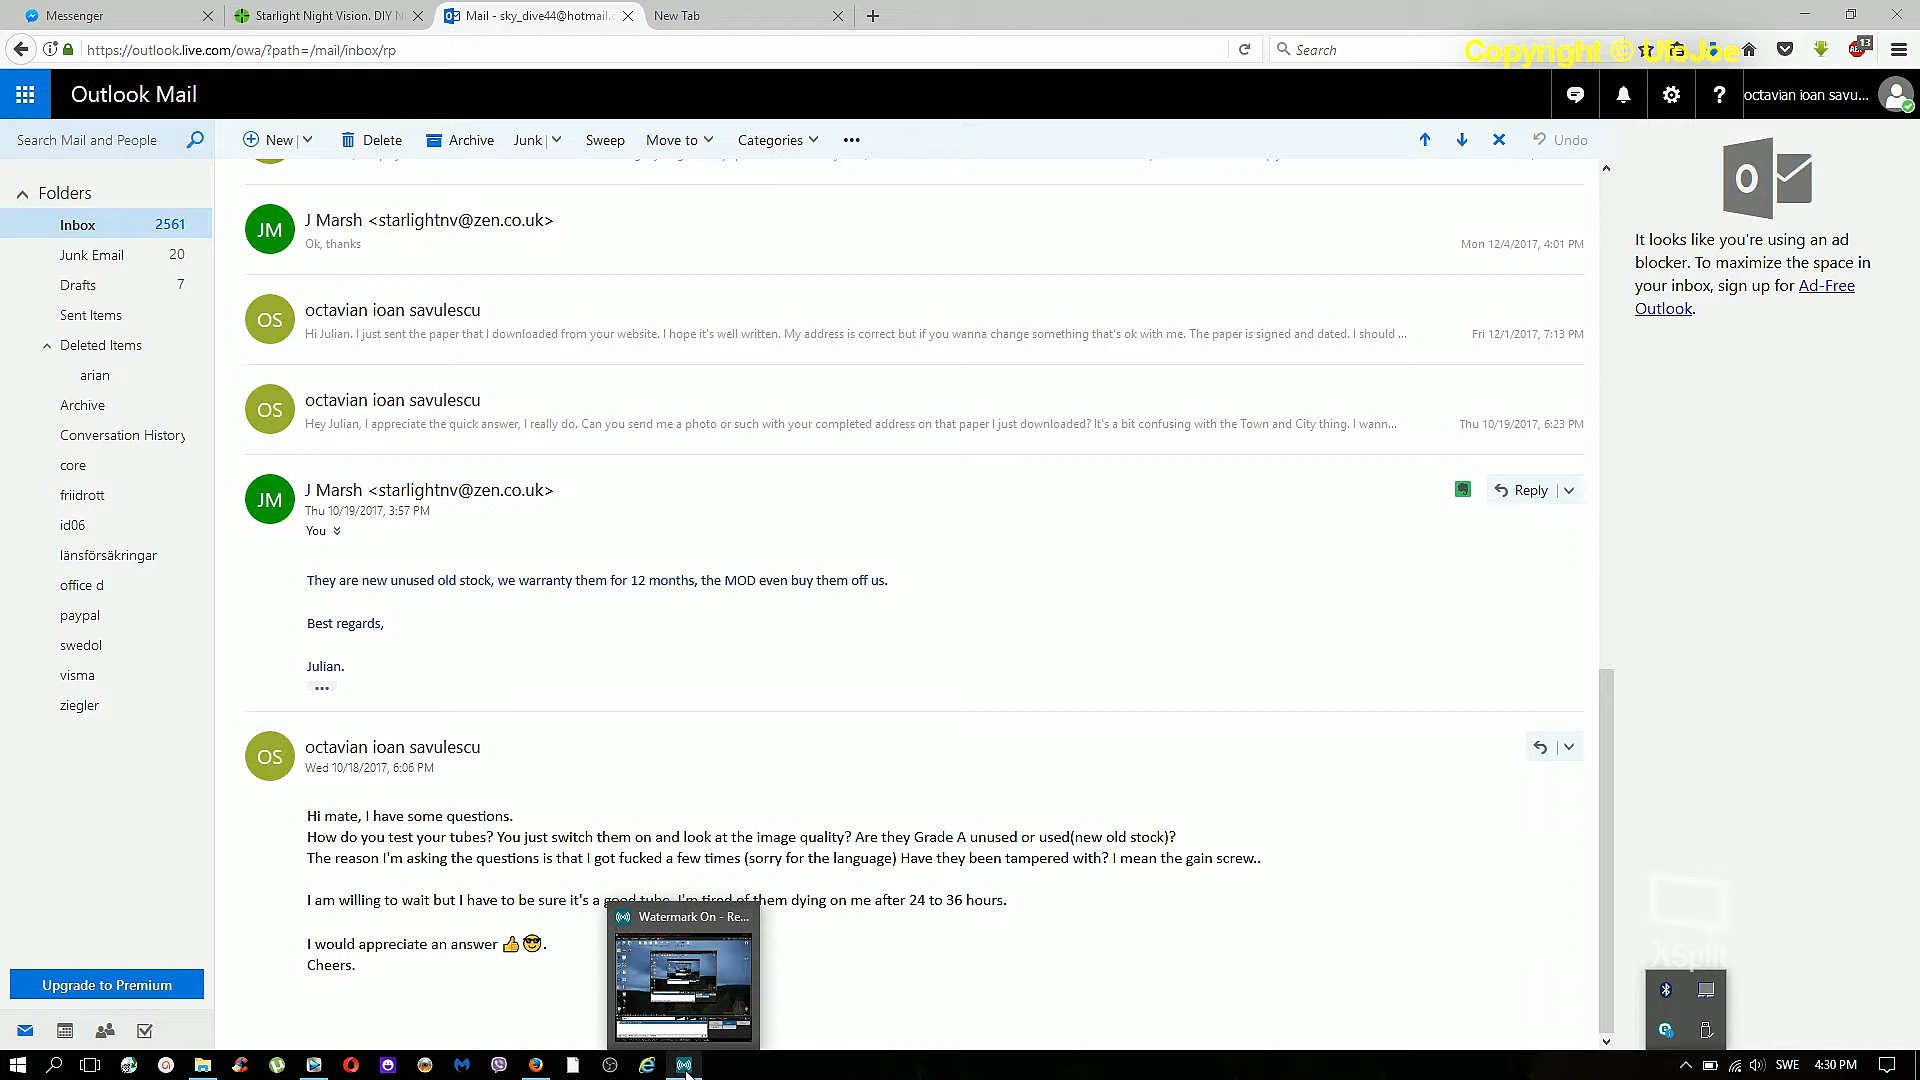 Messenger
Starlight Night Vision. DIY N
Mail - sky_dive44@hotmail.c
New Tab
https://outlook.live.com/owa/?path=/mail/inbox/rp
Search
Copyright © UfoJoe
13
Outlook Mail
octavian ioan savu...
Search Mail and People
New
Delete
Archive
Junk
Sweep
Move to
Categories
Undo
Folders
Inbox 2561
Junk Email 20
Drafts 7
Sent Items
Deleted Items
arian
Archive
Conversation History
core
friidrott
id06
länsförsäkringar
office d
paypal
swedol
visma
ziegler
Upgrade to Premium
JM
J Marsh <starlightnv@zen.co.uk>
Ok, thanks
Mon 12/4/2017, 4:01 PM
OS
octavian ioan savulescu
Hi Julian. I just sent the paper that I downloaded from your website. I hope it's well written. My address is correct but if you wanna change something that's ok with me. The paper is signed and dated. I should ...
Fri 12/1/2017, 7:13 PM
OS
octavian ioan savulescu
Hey Julian, I appreciate the quick answer, I really do. Can you send me a photo or such with your completed address on that paper I just downloaded? It's a bit confusing with the Town and City thing. I wann...
Thu 10/19/2017, 6:23 PM
JM
J Marsh <starlightnv@zen.co.uk>
Thu 10/19/2017, 3:57 PM
You
Reply
They are new unused old stock, we warranty them for 12 months, the MOD even buy them off us.
Best regards,
Julian.
OS
octavian ioan savulescu
Wed 10/18/2017, 6:06 PM
Hi mate, I have some questions.
How do you test your tubes? You just switch them on and look at the image quality? Are they Grade A unused or used(new old stock)?
The reason I'm asking the questions is that I got fucked a few times (sorry for the language) Have they been tampered with? I mean the gain screw..
I am willing to wait but I have to be sure it's a good tube. I'm tired of them dying on me after 24 to 36 hours.
I would appreciate an answer 👍😎.
Cheers.
Watermark On - Re...
It looks like you're using an ad
blocker. To maximize the space in
your inbox, sign up for Ad-Free
Outlook.
XSplit
SWE
4:30 PM